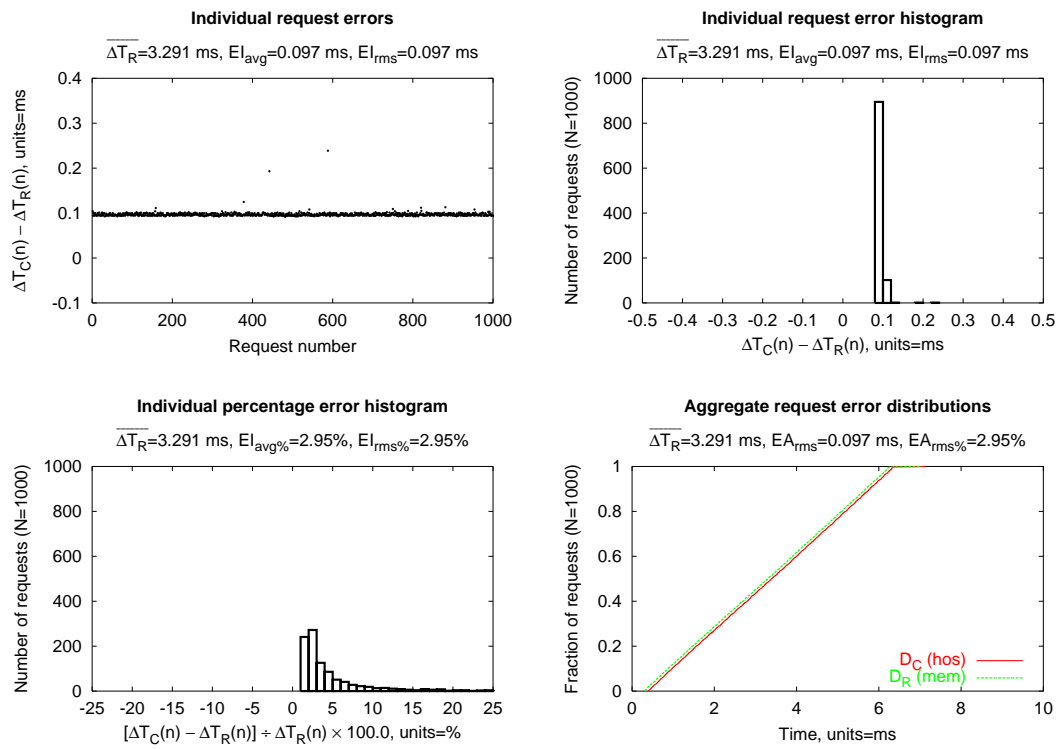 Individual request errors
ΔT_R=3.291 ms, EI_avg=0.097 ms, EI_rms=0.097 ms
0.4
0.3
0.2
0.1
0
-0.1
ΔT_C(n) − ΔT_R(n), units=ms
0 200 400 600 800 1000
Request number
Individual request error histogram
ΔT_R=3.291 ms, EI_avg=0.097 ms, EI_rms=0.097 ms
1000
800
600
400
200
0
Number of requests (N=1000)
-0.5 -0.4 -0.3 -0.2 -0.1 0 0.1 0.2 0.3 0.4 0.5
ΔT_C(n) − ΔT_R(n), units=ms
Individual percentage error histogram
ΔT_R=3.291 ms, EI_avg%=2.95%, EI_rms%=2.95%
1000
800
600
400
200
0
Number of requests (N=1000)
-25 -20 -15 -10 -5 0 5 10 15 20 25
[ΔT_C(n) − ΔT_R(n)] ÷ ΔT_R(n) × 100.0, units=%
Aggregate request error distributions
ΔT_R=3.291 ms, EA_rms=0.097 ms, EA_rms%=2.95%
1
0.8
0.6
0.4
0.2
0
Fraction of requests (N=1000)
D_C (hos)
D_R (mem)
0 2 4 6 8 10
Time, units=ms